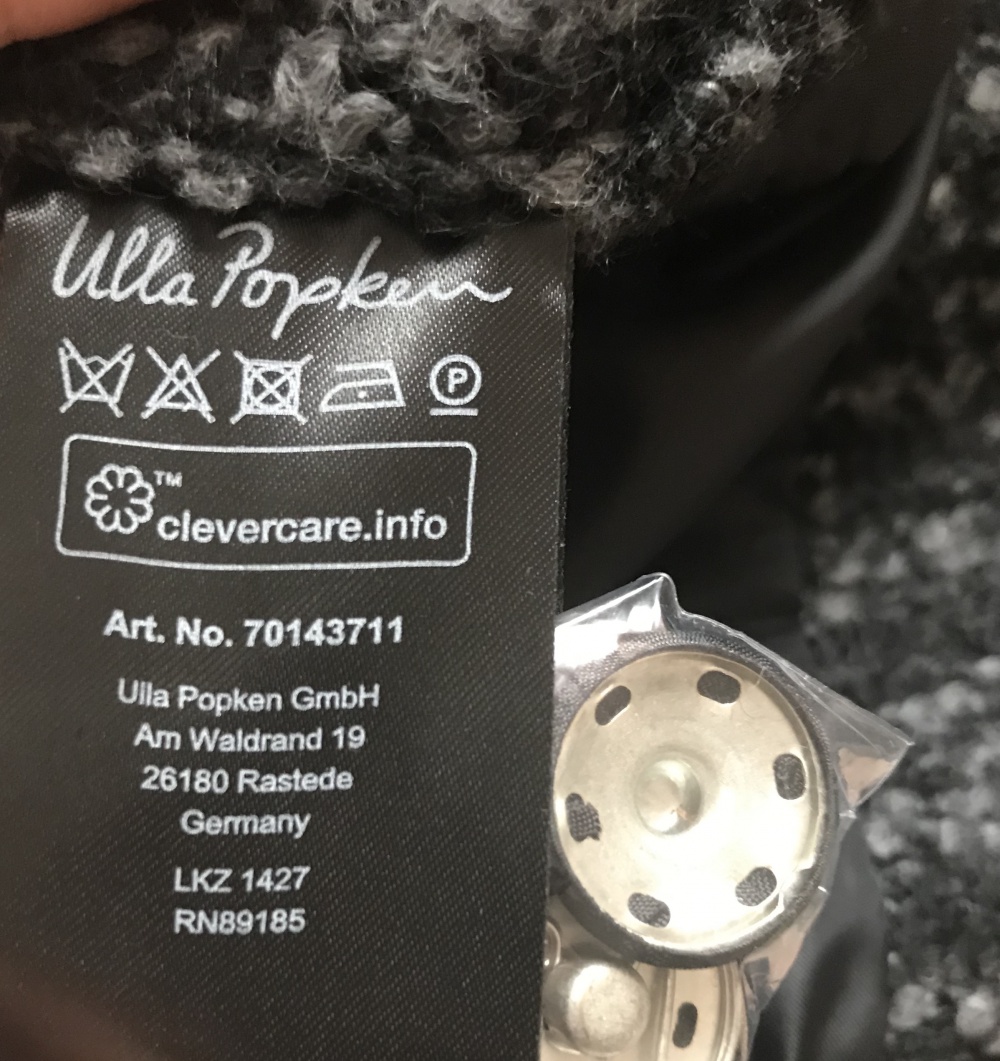 Ulla Popken
P
TM
clevercare.info
Art. No. 70143711
Ulla Popken GmbH
Am Waldrand 19
26180 Rastede
Germany
LKZ 1427
RN89185